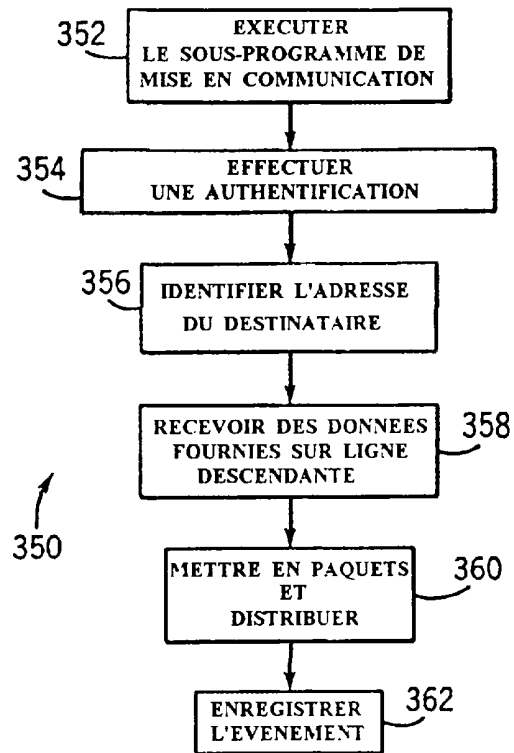 352
EXECUTER
LE SOUS-PROGRAMME DE
MISE EN COMMUNICATION
354
EFFECTUER
UNE AUTHENTIFICATION
356
IDENTIFIER L'ADRESSE
DU DESTINATAIRE
RECEVOIR DES DONNEES
FOURNIES SUR LIGNE
DESCENDANTE
358
350
METTRE EN PAQUETS
ET
DISTRIBUER
360
ENREGISTRER
L'EVENEMENT
362